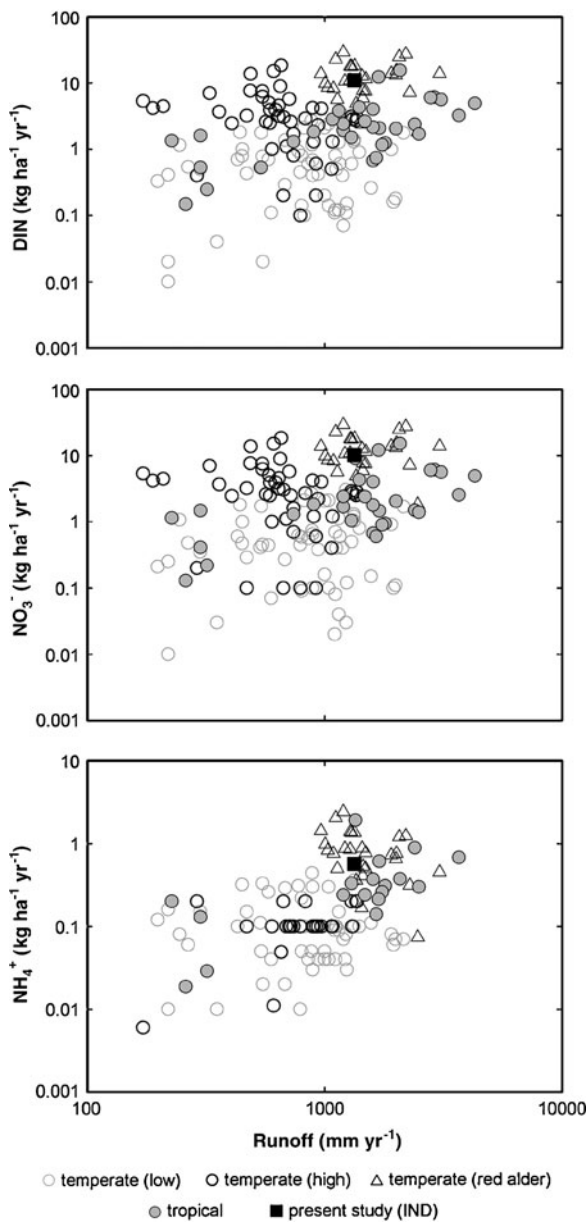 100
10
1
0.1
0.01
0.001
DIN (kg ha⁻¹ yr⁻¹)
100
10
1
0.1
0.01
0.001
NO₃⁻ (kg ha⁻¹ yr⁻¹)
10
1
0.1
0.01
0.001
NH₄⁺ (kg ha⁻¹ yr⁻¹)
100 1000 10000
Runoff (mm yr⁻¹)
temperate (low) temperate (high) temperate (red alder)
tropical present study (IND)